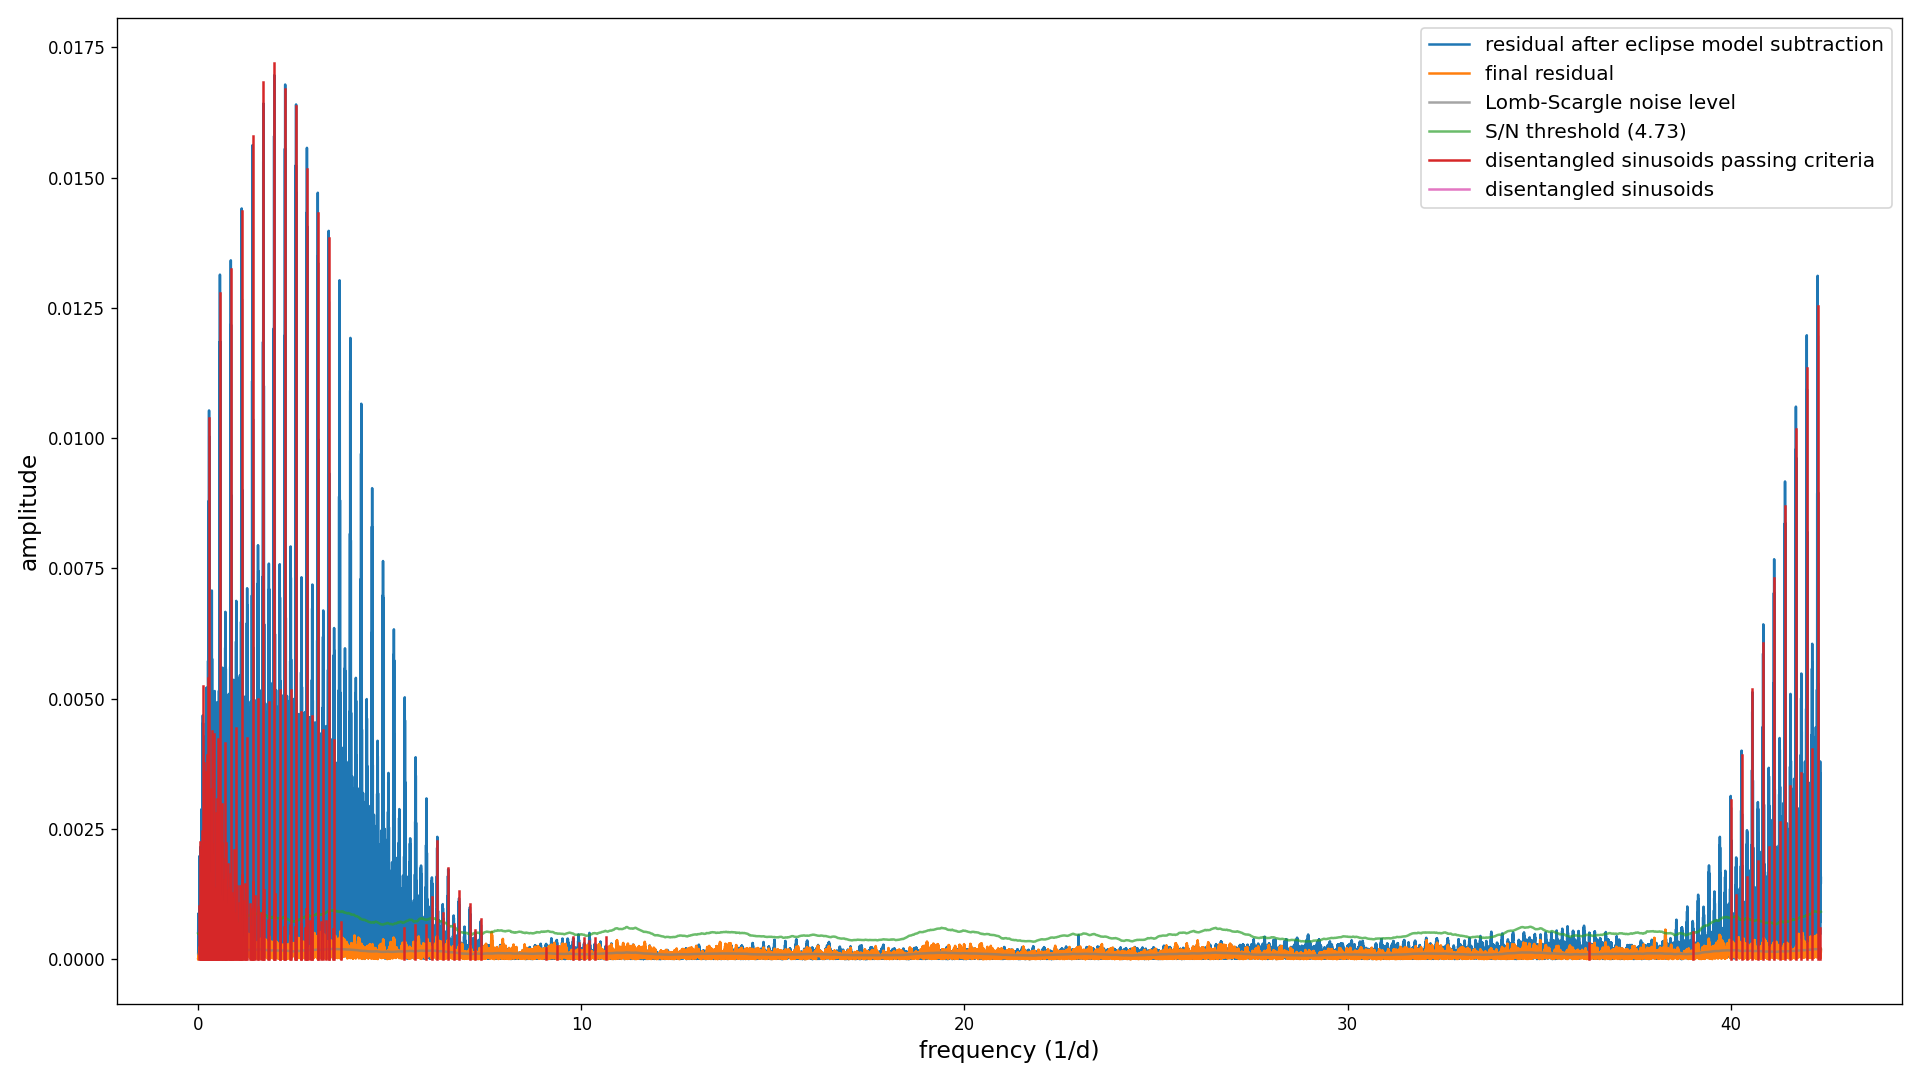 0.0175
0.0150
0.0125
0.0100
0.0075
0.0050
0.0025
0.0000
amplitude
0 10 20 30 40
frequency (1/d)
residual after eclipse model subtraction
final residual
Lomb-Scargle noise level
S/N threshold (4.73)
disentangled sinusoids passing criteria
disentangled sinusoids